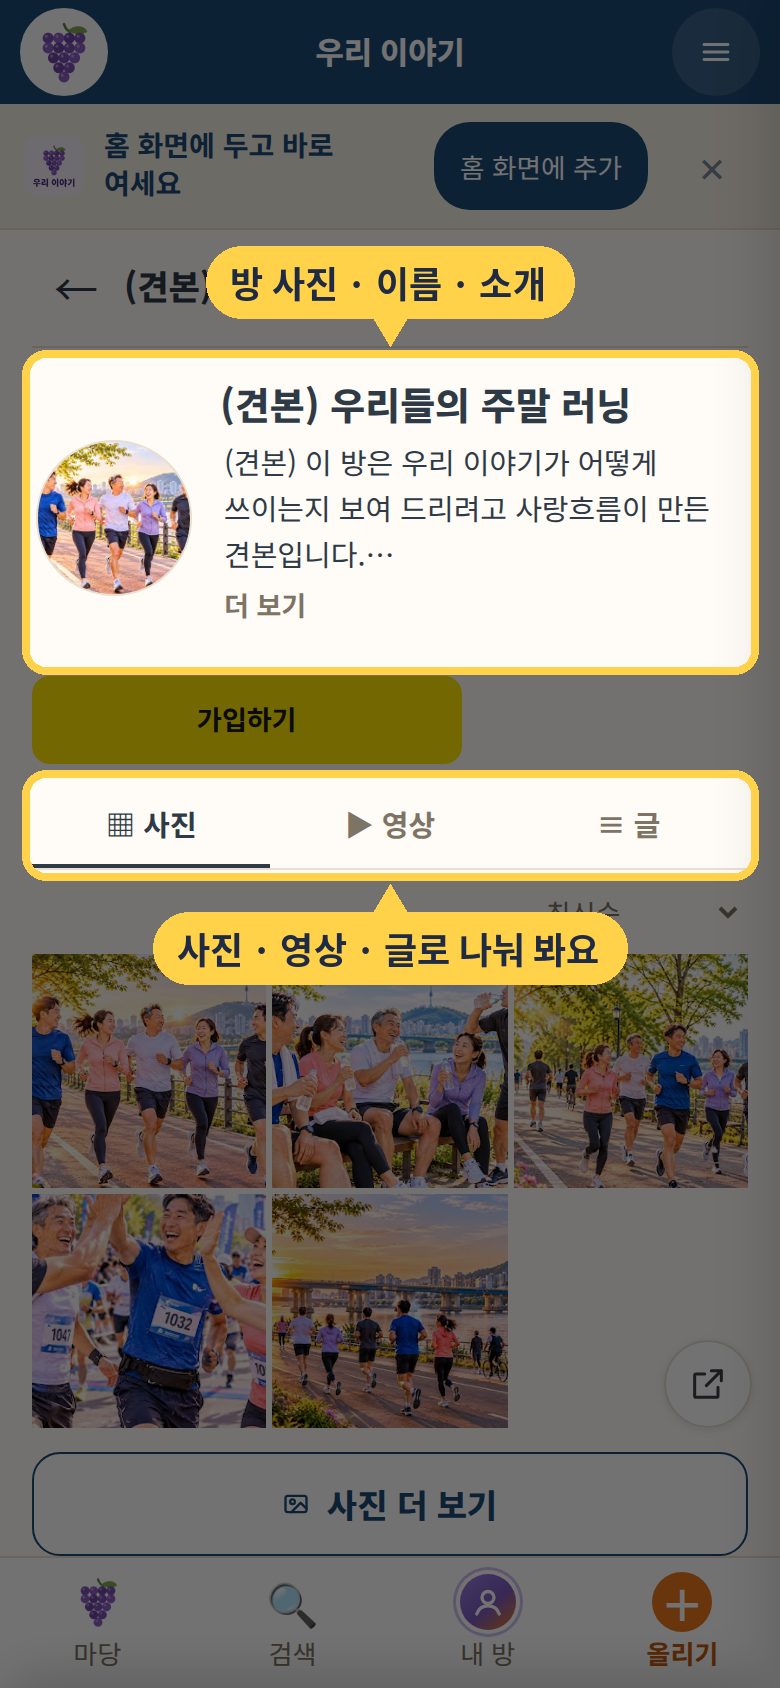 우리 이야기
홈 화면에 두고 바로
여세요
우리 이야기
홈 화면에 추가
(견본)
방 사진 · 이름 · 소개
(견본) 우리들의 주말 러닝
(견본) 이 방은 우리 이야기가 어떻게
쓰이는지 보여 드리려고 사랑흐름이 만든
견본입니다.…
더 보기
가입하기
사진
영상
글
사진 · 영상 · 글로 나눠 봐요
1047
1032
10
사진 더 보기
마당
검색
내 방
올리기